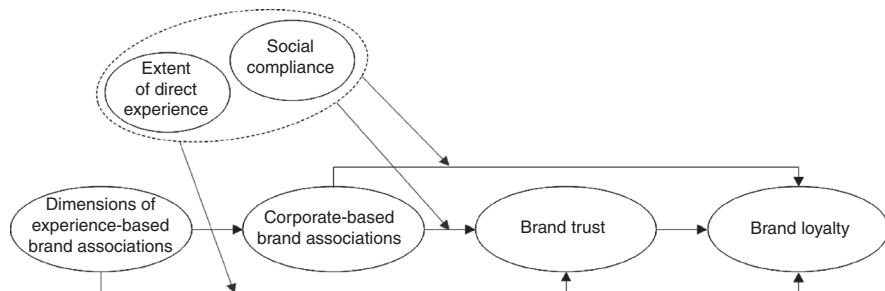 Social
compliance
Extent
of direct
experience
Dimensions of
experience-based
brand associations
Corporate-based
brand associations
Brand trust
Brand loyalty